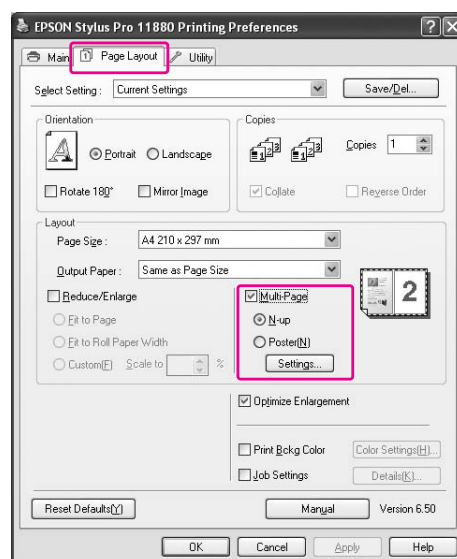 EPSON Stylus Pro 11880 Printing Preferences
Main Page Layout Utility
Select Setting : Current Settings Save/Del...
Orientation
Portrait Landscape
Rotate 180° Mirror Image
Copies
Copies 1
Collate Reverse Order
Layout
Page Size : A4 210 x 297 mm
Output Paper : Same as Page Size
Reduce/Enlarge
Fit to Page
Fit to Roll Paper Width
Custom(F) Scale to %
Multi-Page
N-up
Poster(N)
Settings...
2
Optimize Enlargement
Print Bckg Color Color Settings(H)...
Job Settings Details(K)...
Reset Defaults(Y) Manual Version 6.50
OK Cancel Apply Help